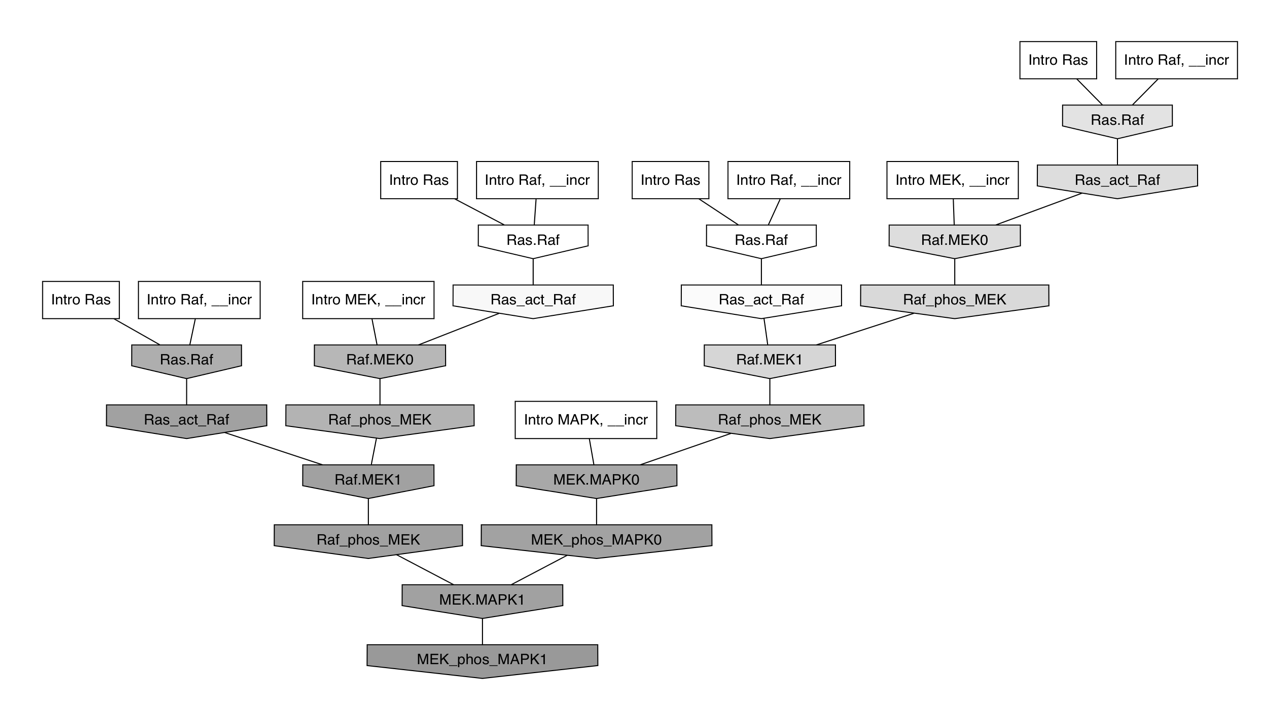 Intro Ras
Intro Raf, __incr
Ras.Raf
Intro Ras
Intro Raf, __incr
Intro Ras
Intro Raf, __incr
Intro MEK, __incr
Ras_act_Raf
Ras.Raf
Ras.Raf
Raf.MEK0
Intro Ras
Intro Raf, __incr
Intro MEK, __incr
Ras_act_Raf
Ras_act_Raf
Raf_phos_MEK
Ras.Raf
Raf.MEK0
Raf.MEK1
Ras_act_Raf
Raf_phos_MEK
Intro MAPK, __incr
Raf_phos_MEK
Raf.MEK1
MEK.MAPK0
Raf_phos_MEK
MEK_phos_MAPK0
MEK.MAPK1
MEK_phos_MAPK1